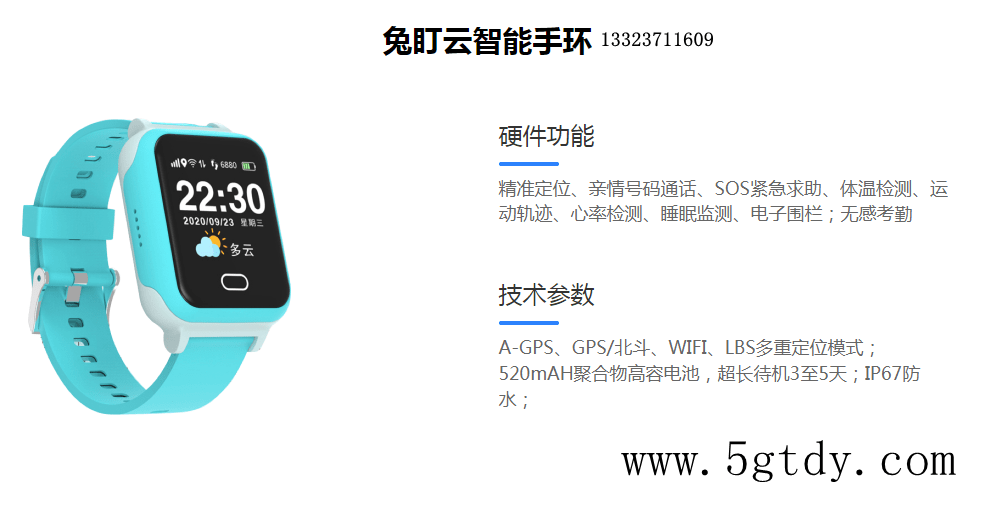 兔盯云智能手环 13323711609
硬件功能
精准定位、亲情号码通话、SOS紧急求助、体温检测、运
动轨迹、心率检测、睡眠监测、电子围栏；无感考勤
6880
22:30
2020/09/23 星期三
多云
技术参数
A-GPS、GPS/北斗、WIFI、LBS多重定位模式；
520mAH聚合物高容电池，超长待机3至5天；IP67防
水；
www.5gtdy.com